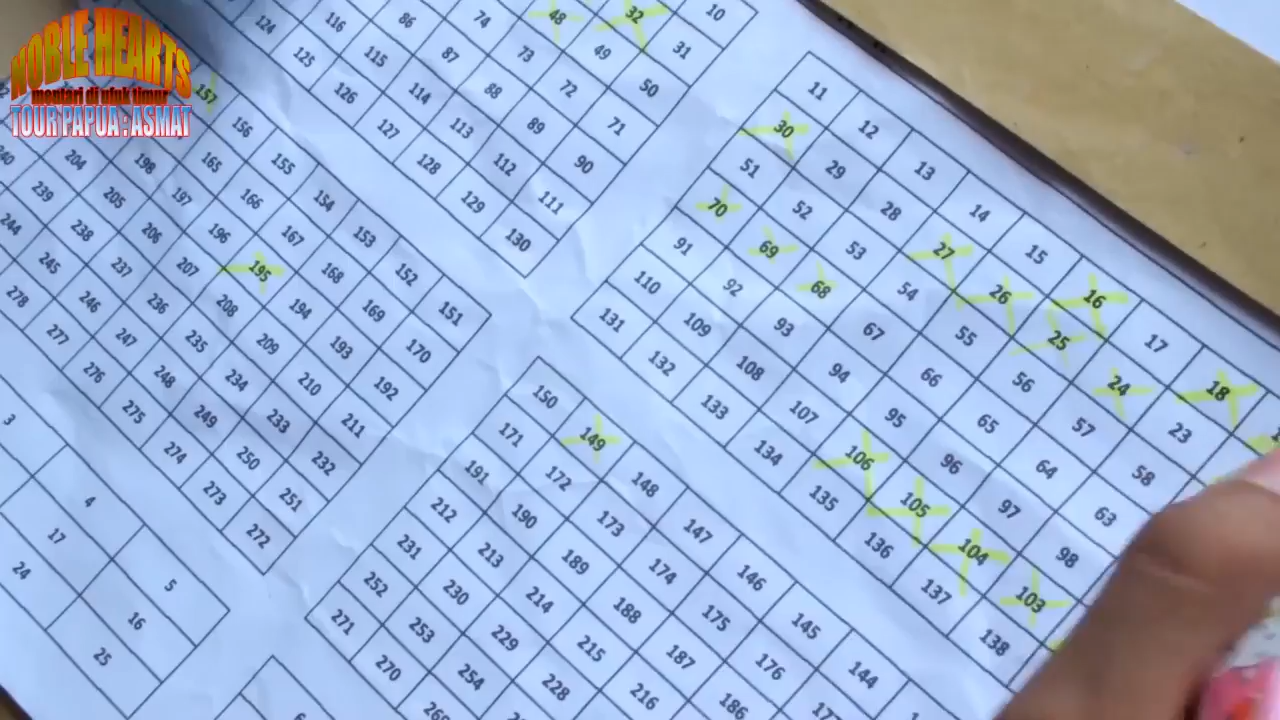 NOBLE HEARTS
mentari di ufuk timur
TOUR PAPUA : ASMAT
10
32 31
48 49 50
74 73 72 71
86 87 88 89 90
116 115 114 113 112 111
124 125 126 127 128 129 130
11 12 13 14 15 16 17 18
30 29 28 27 26 25 24 23
51 52 53 54 55 56 57 58
70 69 68 67 66 65 64 63
91 92 93 94 95 96 97 98
110 109 108 107 106 105 104 103
131 132 133 134 135 136 137 138
157 156 155 154 153 152 151
165 166 167 168 169 170
198 197 196 195 194 193 192
204 205 206 207 208 209 210 211
239 238 237 236 235 234 233 232
244 245 246 247 248 249 250 251
278 277 276 275 274 273 272
150 149 148 147 146 145 144
171 172 173 174 175 176
191 190 189 188 187 186
212 213 214 215 216
231 230 229 228
252 253 254
271 270
3 4 5
17 16
24 25